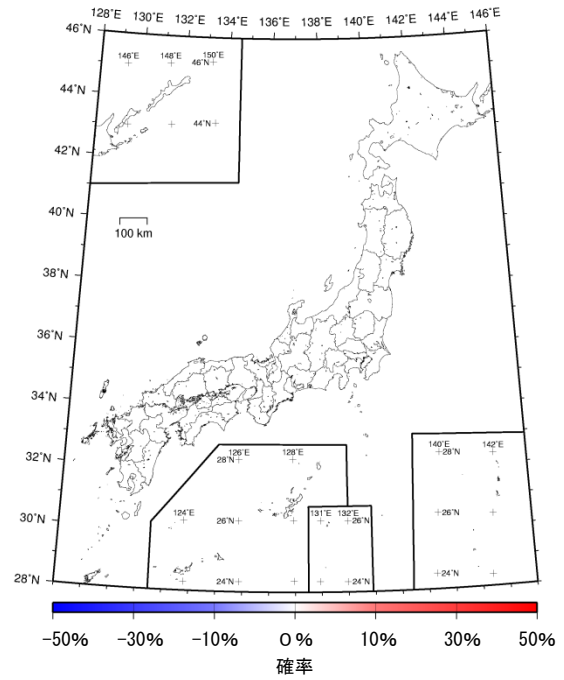 128°E 130°E 132°E 134°E 136°E 138°E 140°E 142°E 144°E 146°E
46°N
146°E 148°E 150°E
46°N
44°N
44°N
42°N
40°N
100 km
38°N
36°N
34°N
32°N
126°E 128°E
28°N
140°E 142°E
28°N
30°N
124°E
26°N
131°E 132°E
26°N
26°N
28°N
24°N
24°N
24°N
-50% -30% -10% 0% 10% 30% 50%
確率